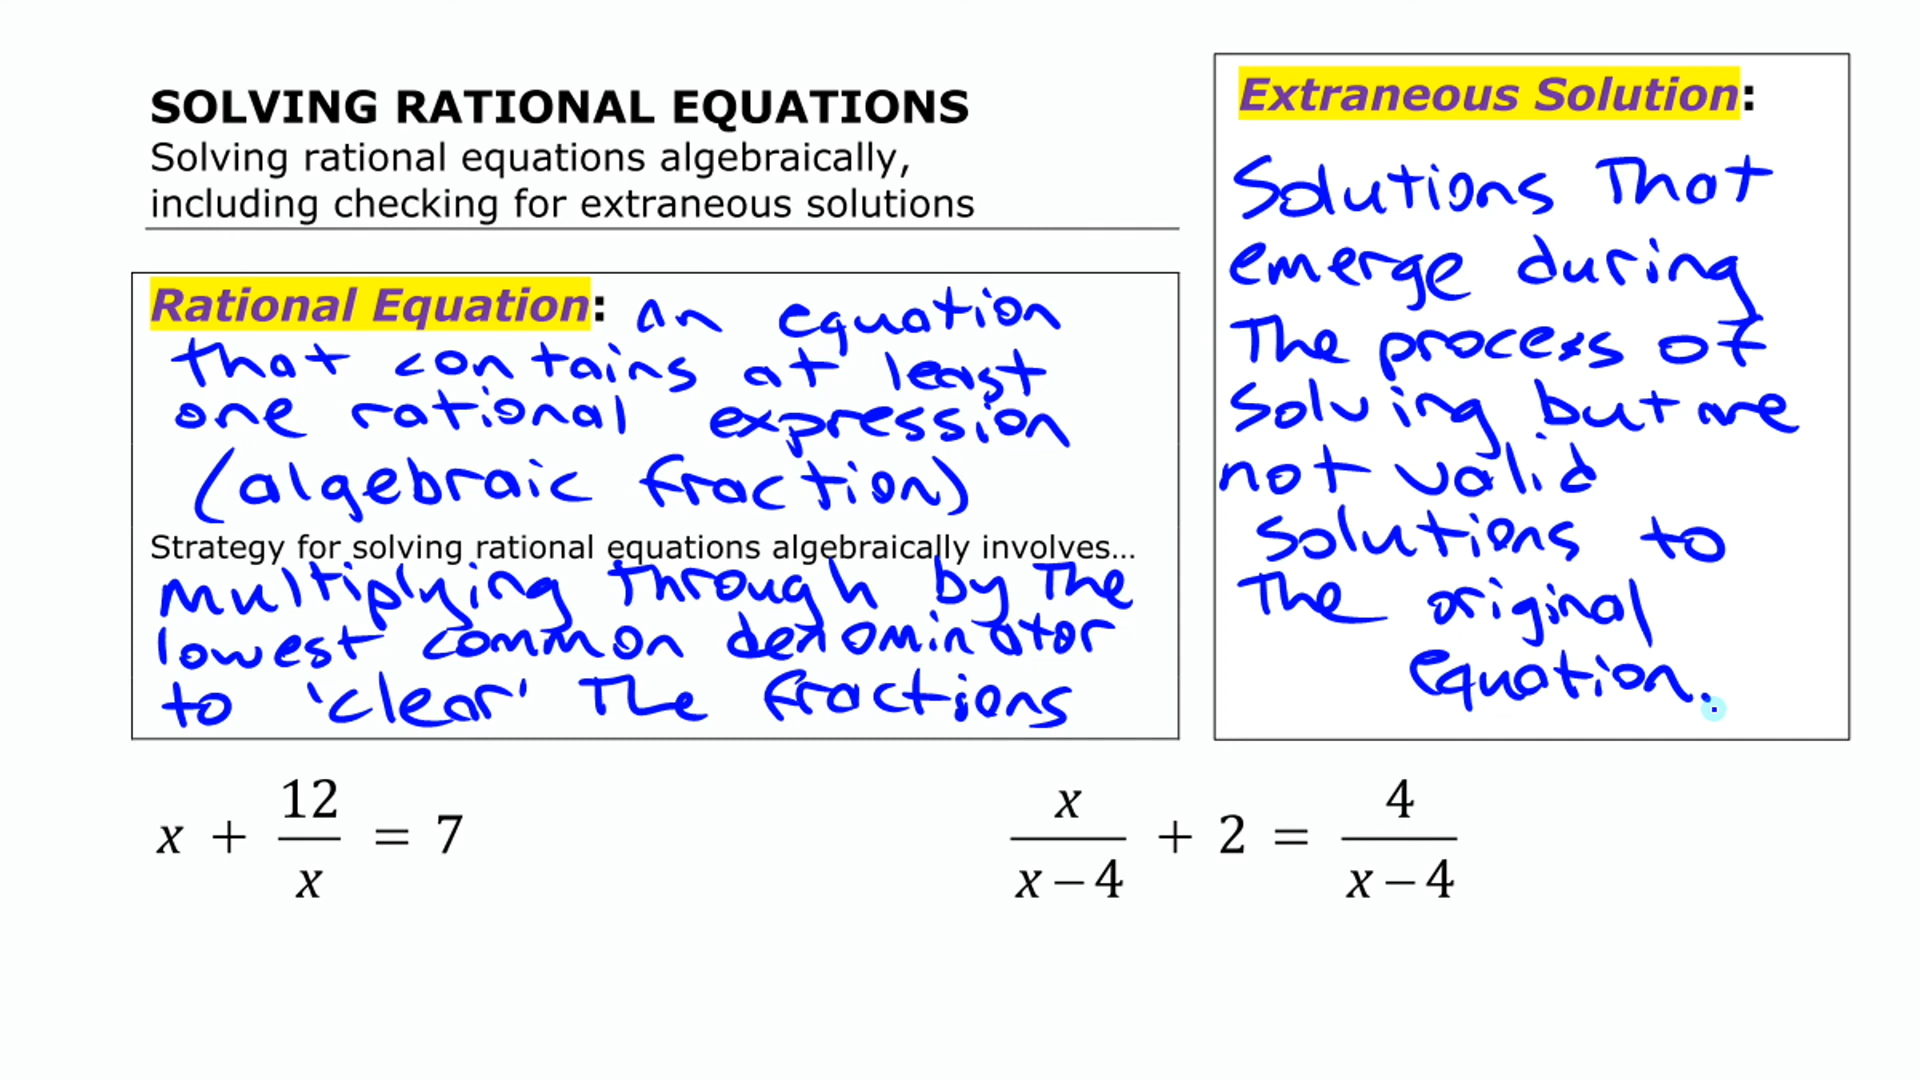 SOLVING RATIONAL EQUATIONS
Solving rational equations algebraically,
including checking for extraneous solutions
Rational Equation: an equation
that contains at least
one rational expression
(algebraic fraction)
Strategy for solving rational equations algebraically involves...
multiplying through by the
lowest common denominator
to 'clear' the fractions
Extraneous Solution:
Solutions that
emerge during
the process of
solving but are
not valid
solutions to
the original
equation.
x + 12/x = 7
x/(x − 4) + 2 = 4/(x − 4)